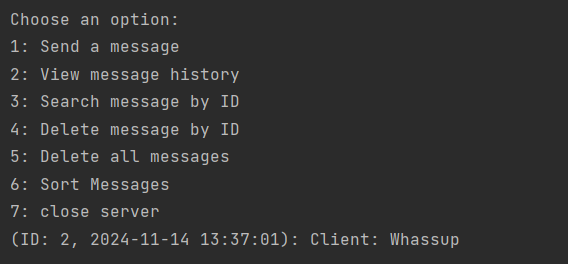 Choose an option:
1: Send a message
2: View message history
3: Search message by ID
4: Delete message by ID
5: Delete all messages
6: Sort Messages
7: close server
(ID: 2, 2024-11-14 13:37:01): Client: Whassup